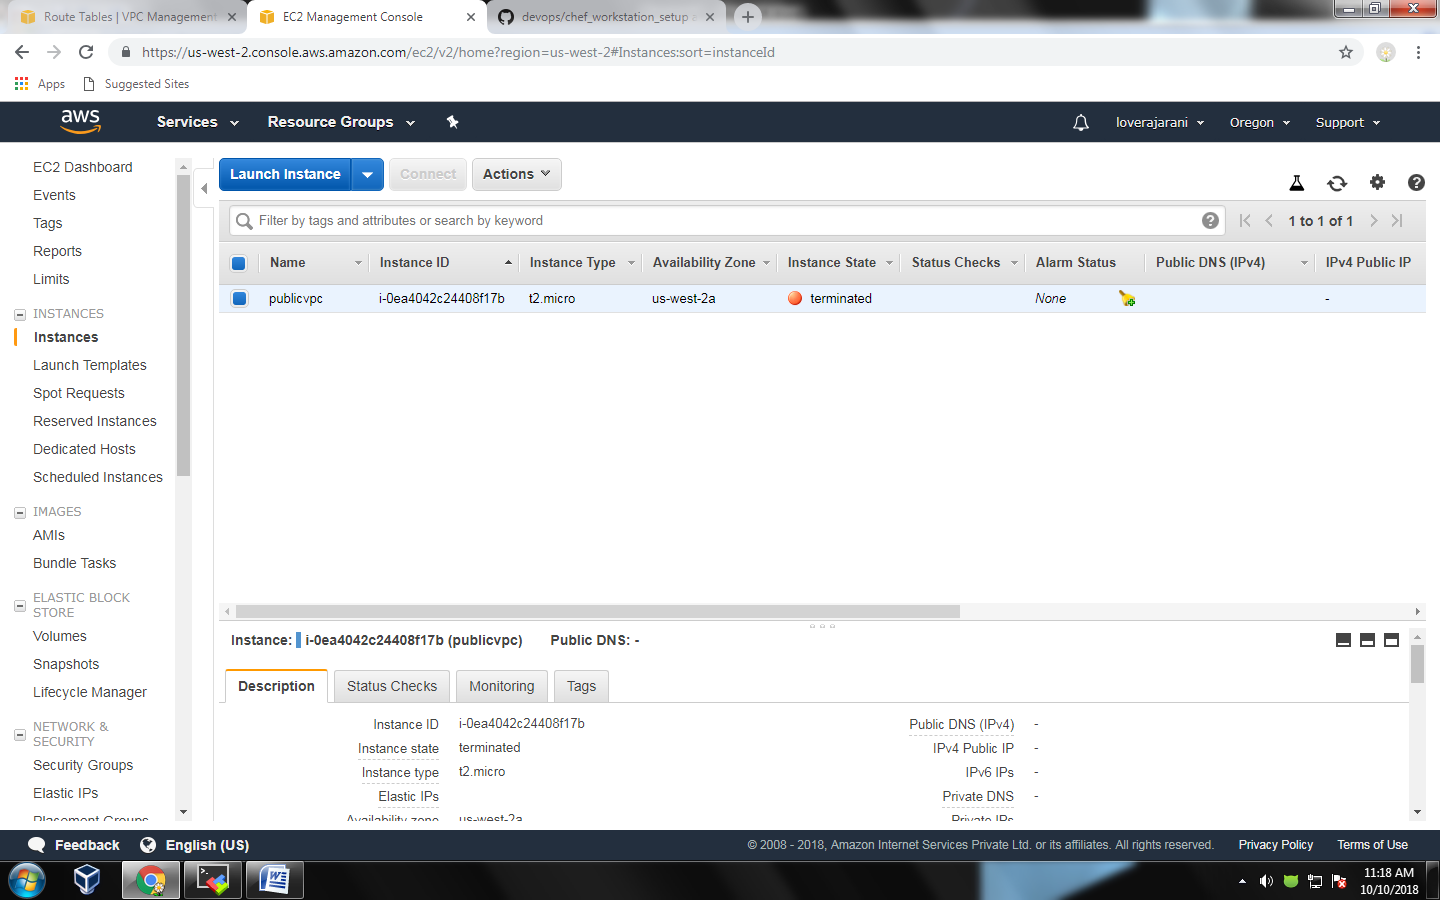 Route Tables | VPC Management
EC2 Management Console
devops/chef_workstation_setup
https://us-west-2.console.aws.amazon.com/ec2/v2/home?region=us-west-2#Instances:sort=instanceId
Apps
Suggested Sites
aws
Services
Resource Groups
loverajarani
Oregon
Support
EC2 Dashboard
Events
Tags
Reports
Limits
INSTANCES
Instances
Launch Templates
Spot Requests
Reserved Instances
Dedicated Hosts
Scheduled Instances
IMAGES
AMIs
Bundle Tasks
ELASTIC BLOCK
STORE
Volumes
Snapshots
Lifecycle Manager
NETWORK &
SECURITY
Security Groups
Elastic IPs
Placement Groups
Launch Instance
Connect
Actions
Filter by tags and attributes or search by keyword
1 to 1 of 1
Name Instance ID Instance Type Availability Zone Instance State Status Checks Alarm Status Public DNS (IPv4) IPv4 Public IP
publicvpc i-0ea4042c24408f17b t2.micro us-west-2a terminated None -
Instance: i-0ea4042c24408f17b (publicvpc) Public DNS: -
Description Status Checks Monitoring Tags
Instance ID i-0ea4042c24408f17b
Instance state terminated
Instance type t2.micro
Elastic IPs
Availability zone us-west-2a
Public DNS (IPv4) -
IPv4 Public IP -
IPv6 IPs -
Private DNS -
Private IPs
Feedback
English (US)
© 2008 - 2018, Amazon Internet Services Private Ltd. or its affiliates. All rights reserved.
Privacy Policy
Terms of Use
11:18 AM
10/10/2018